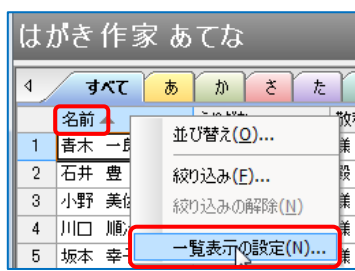 はがき作家 あてな
すべて あ か さ た
名前
並び替え(O)...
1 青木 一
2 石井 豊 絞り込み(F)...
3 小野 美 絞り込みの解除(N)
4 川口 順
5 坂本 幸 一覧表示の設定(N)...